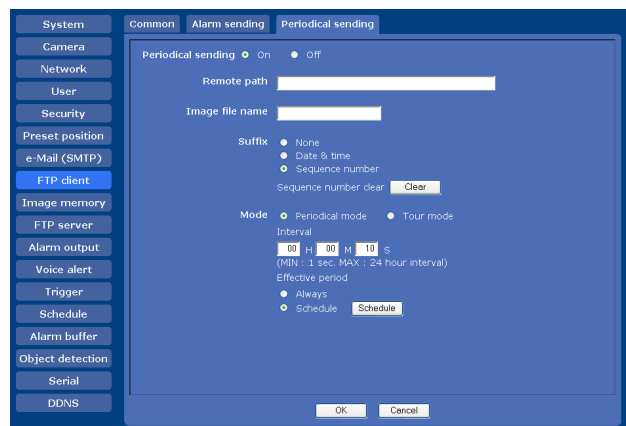 System
Camera
Network
User
Security
Preset position
e-Mail (SMTP)
FTP client
Image memory
FTP server
Alarm output
Voice alert
Trigger
Schedule
Alarm buffer
Object detection
Serial
DDNS
Common Alarm sending Periodical sending
Periodical sending On Off
Remote path
Image file name
Suffix None
Date & time
Sequence number
Sequence number clear Clear
Mode Periodical mode Tour mode
Interval
00 H 00 M 10 S
(MIN : 1 sec. MAX : 24 hour interval)
Effective period
Always
Schedule Schedule
OK Cancel